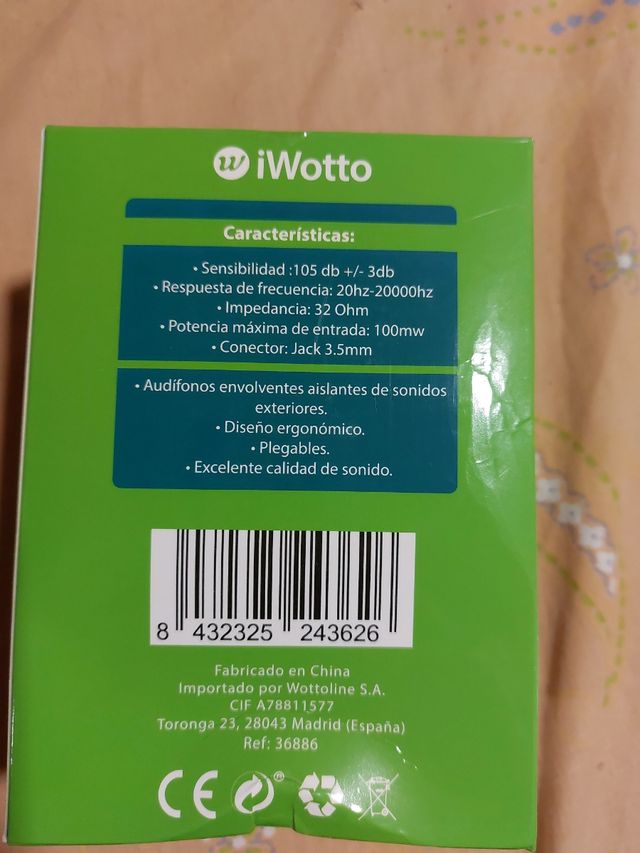 w iWotto
Características:
• Sensibilidad :105 db +/- 3db
• Respuesta de frecuencia: 20hz-20000hz
• Impedancia: 32 Ohm
• Potencia máxima de entrada: 100mw
• Conector: Jack 3.5mm
• Audífonos envolventes aislantes de sonidos
exteriores.
• Diseño ergonómico.
• Plegables.
• Excelente calidad de sonido.
8 432325 243626
Fabricado en China
Importado por Wottoline S.A.
CIF A78811577
Toronga 23, 28043 Madrid (España)
Ref: 36886
CE ®